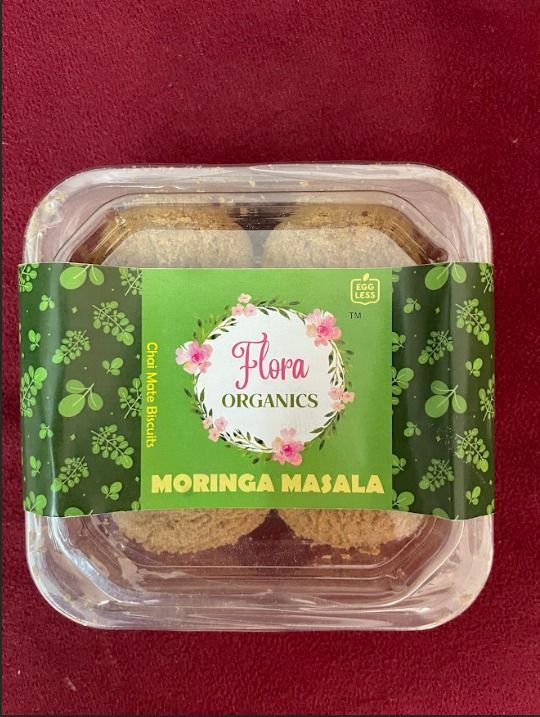 EGG
LESS
TM
Flora
ORGANICS
Chai Mate Biscuits
MORINGA MASALA